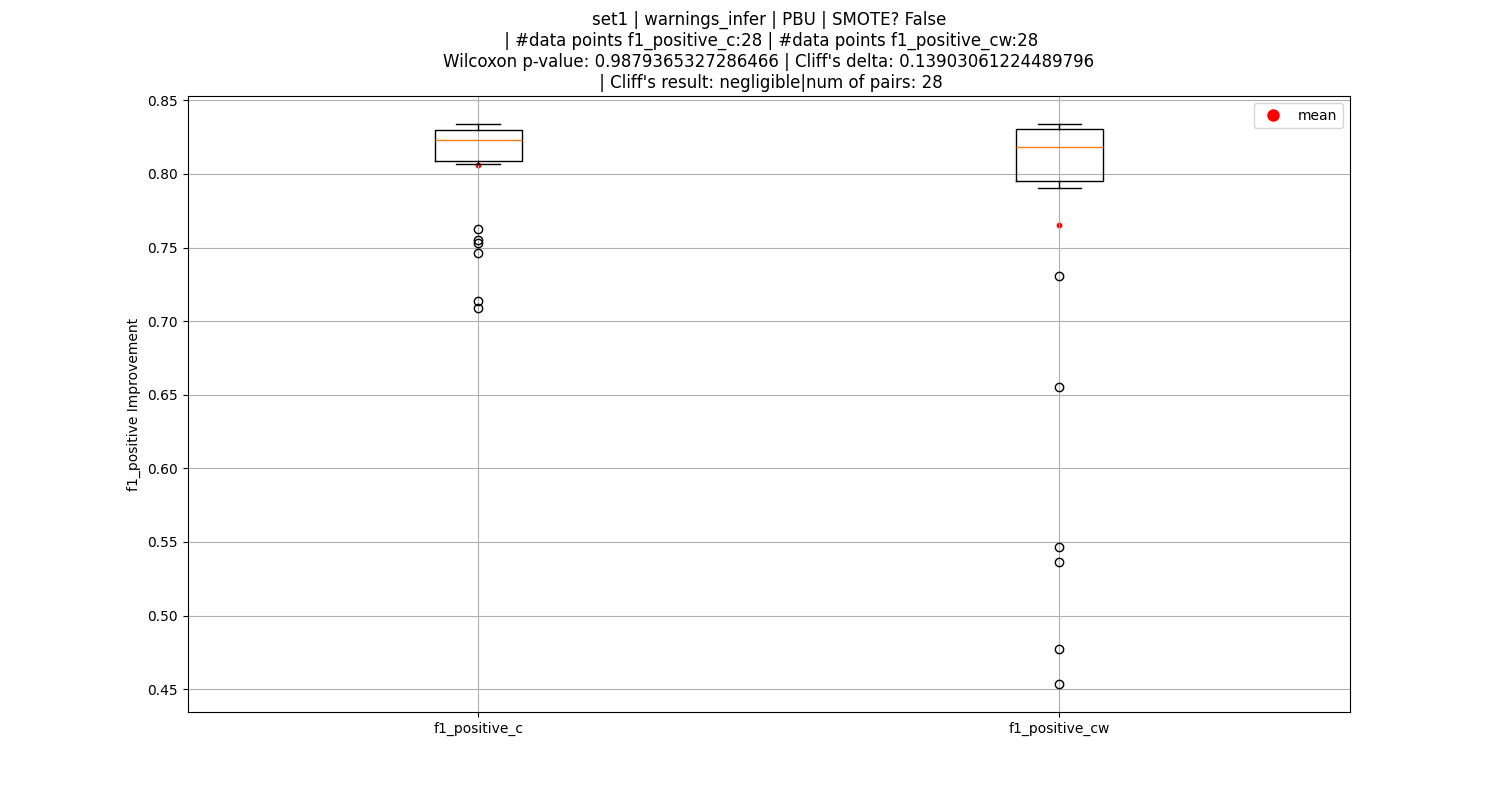 set1 | warnings_infer | PBU | SMOTE? False
| #data points f1_positive_c:28 | #data points f1_positive_cw:28
Wilcoxon p-value: 0.9879365327286466 | Cliff's delta: 0.13903061224489796
| Cliff's result: negligible|num of pairs: 28
mean
0.85
0.80
0.75
0.70
0.65
0.60
0.55
0.50
0.45
f1_positive Improvement
f1_positive_c
f1_positive_cw